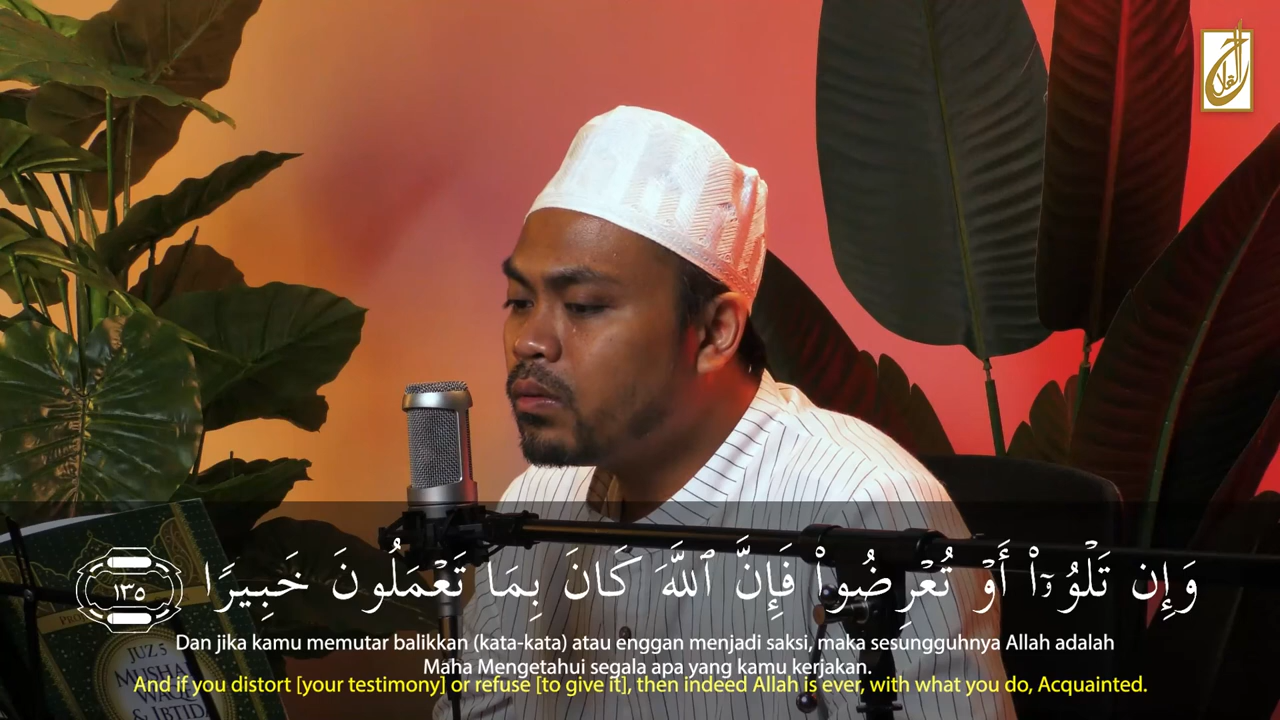 وَإِن تَلْوُۥٓا۟ أَوْ تُعْرِضُوا۟ فَإِنَّ ٱللَّهَ كَانَ بِمَا تَعْمَلُونَ خَبِيرًا ١٣٥
Dan jika kamu memutar balikkan (kata-kata) atau enggan menjadi saksi, maka sesungguhnya Allah adalah
Maha Mengetahui segala apa yang kamu kerjakan.
And if you distort [your testimony] or refuse [to give it], then indeed Allah is ever, with what you do, Acquainted.
JUZ 5